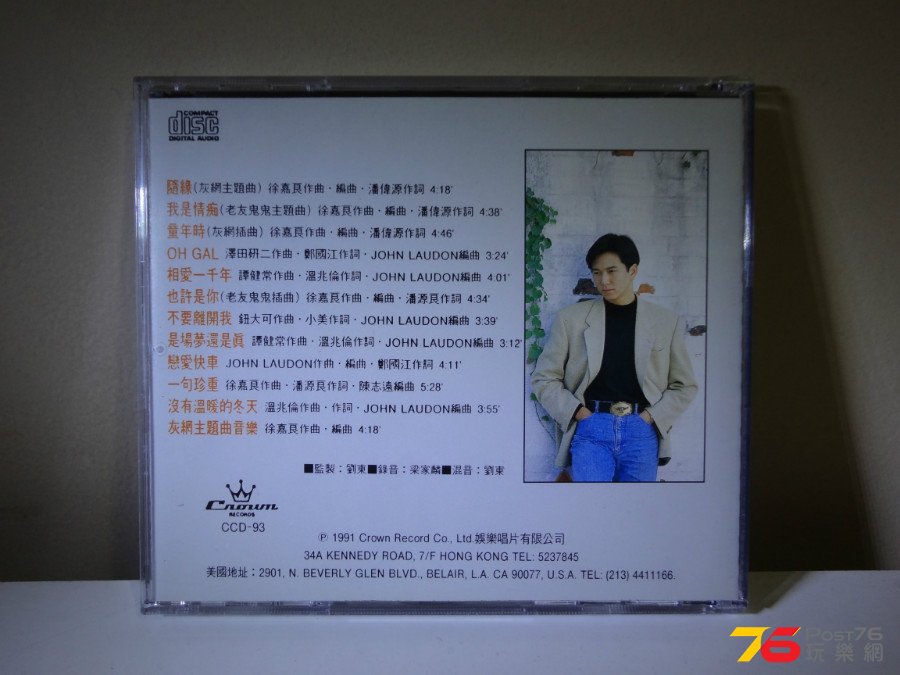 COMPACT
disc
DIGITAL AUDIO
隨緣(灰網主題曲) 徐嘉良作曲·編曲·潘偉源作詞 4:18'
我是情痴(老友鬼鬼主題曲) 徐嘉良作曲·編曲·潘偉源作詞 4:38'
童年時(灰網插曲) 徐嘉良作曲·編曲·潘偉源作詞 4:46'
OH GAL 澤田研二作曲·鄭國江作詞·JOHN LAUDON編曲 3:24'
相愛一千年 譚健常作曲·溫兆倫作詞·JOHN LAUDON編曲 4:01'
也許是你(老友鬼鬼插曲) 徐嘉良作曲·編曲·潘源良作詞 4:34'
不要離開我 鈕大可作曲·小美作詞·JOHN LAUDON編曲 3:39'
是場夢還是真 譚健常作曲·溫兆倫作詞·JOHN LAUDON編曲 3:12'
戀愛快車 JOHN LAUDON作曲·編曲·鄭國江作詞 4:11'
一句珍重 徐嘉良作曲·潘源良作詞·陳志遠編曲 5:28'
沒有溫暖的冬天 溫兆倫作曲·作詞·JOHN LAUDON編曲 3:55'
灰網主題曲音樂 徐嘉良作曲·編曲 4:18'
■監製：劉東■錄音：梁家麟■混音：劉東
Crown
RECORDS
CCD-93
Ⓟ 1991 Crown Record Co., Ltd.娛樂唱片有限公司
34A KENNEDY ROAD, 7/F HONG KONG TEL: 5237845
美國地址：2901, N. BEVERLY GLEN BLVD., BELAIR, L.A. CA 90077, U.S.A. TEL: (213) 4411166.
76 Post76
玩樂網